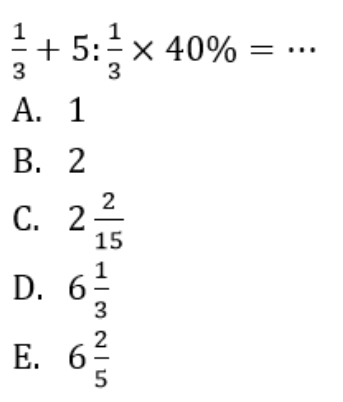 1/3 + 5:1/3 × 40% = ⋯
A. 1
B. 2
C. 2 2/15
D. 6 1/3
E. 6 2/5